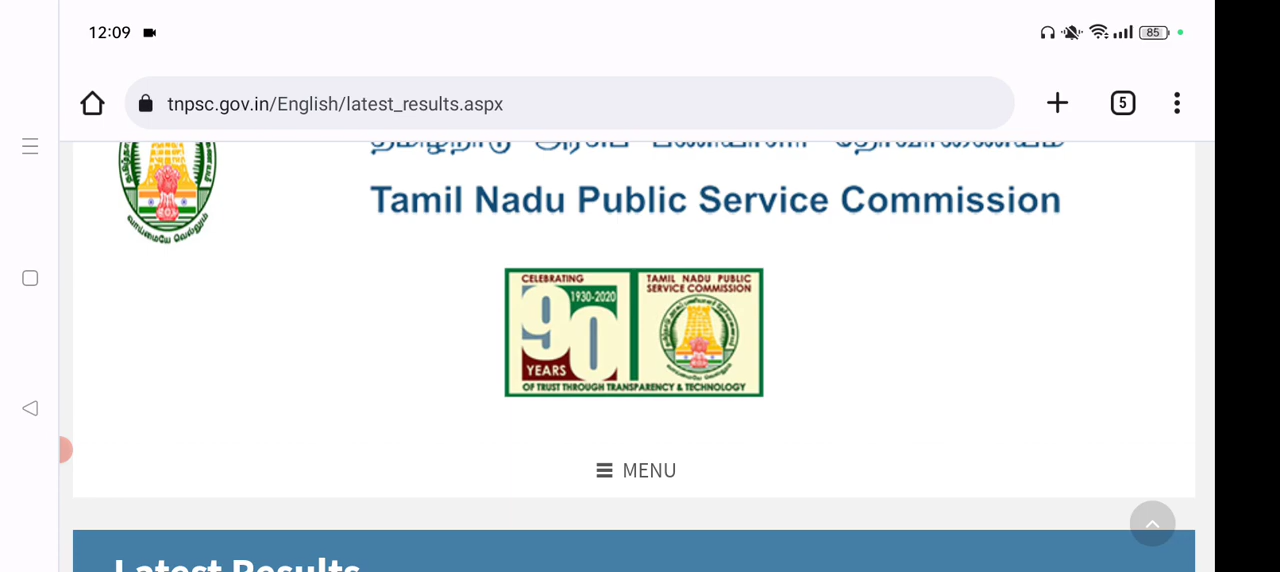 12:09
85
tnpsc.gov.in/English/latest_results.aspx
5
Tamil Nadu Public Service Commission
வாய்மையே வெல்லும்
CELEBRATING
1930-2020
90
YEARS
TAMIL NADU PUBLIC
SERVICE COMMISSION
OF TRUST THROUGH TRANSPARENCY & TECHNOLOGY
MENU
Latest Results